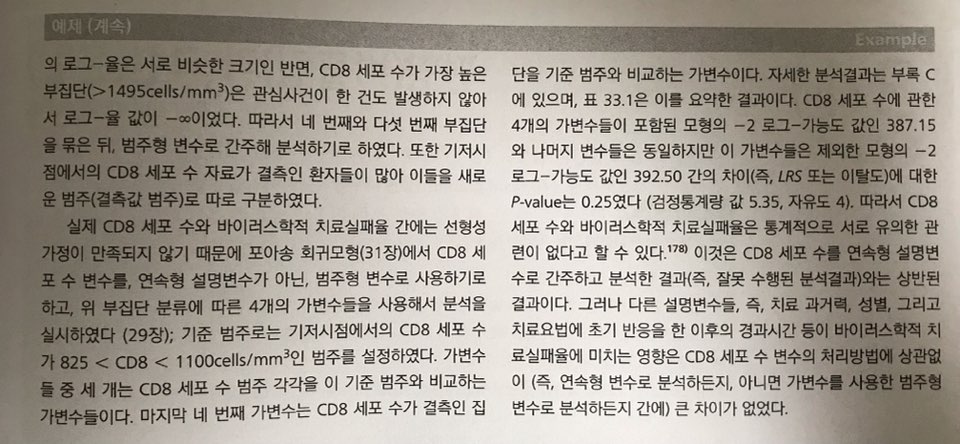 예제 (계속)
Example
의 로그-율은 서로 비슷한 크기인 반면, CD8 세포 수가 가장 높은
부집단(>1495cells/mm³)은 관심사건이 한 건도 발생하지 않아
서 로그-율 값이 -∞이었다. 따라서 네 번째와 다섯 번째 부집단
을 묶은 뒤, 범주형 변수로 간주해 분석하기로 하였다. 또한 기저시
점에서의 CD8 세포 수 자료가 결측인 환자들이 많아 이들을 새로
운 범주(결측값 범주)로 따로 구분하였다.
실제 CD8 세포 수와 바이러스학적 치료실패율 간에는 선형성
가정이 만족되지 않기 때문에 포아송 회귀모형(31장)에서 CD8 세
포 수 변수를, 연속형 설명변수가 아닌, 범주형 변수로 사용하기로
하고, 위 부집단 분류에 따른 4개의 가변수들을 사용해서 분석을
실시하였다 (29장); 기준 범주로는 기저시점에서의 CD8 세포 수
가 825 < CD8 < 1100cells/mm³인 범주를 설정하였다. 가변수
들 중 세 개는 CD8 세포 수 범주 각각을 이 기준 범주와 비교하는
가변수들이다. 마지막 네 번째 가변수는 CD8 세포 수가 결측인 집
단을 기준 범주와 비교하는 가변수이다. 자세한 분석결과는 부록 C
에 있으며, 표 33.1은 이를 요약한 결과이다. CD8 세포 수에 관한
4개의 가변수들이 포함된 모형의 -2 로그-가능도 값인 387.15
와 나머지 변수들은 동일하지만 이 가변수들은 제외한 모형의 -2
로그-가능도 값인 392.50 간의 차이(즉, LRS 또는 이탈도)에 대한
P-value는 0.25였다 (검정통계량 값 5.35, 자유도 4). 따라서 CD8
세포 수와 바이러스학적 치료실패율은 통계적으로 서로 유의한 관
련이 없다고 할 수 있다.¹⁷⁸⁾ 이것은 CD8 세포 수를 연속형 설명변
수로 간주하고 분석한 결과(즉, 잘못 수행된 분석결과)와는 상반된
결과이다. 그러나 다른 설명변수들, 즉, 치료 과거력, 성별, 그리고
치료요법에 초기 반응을 한 이후의 경과시간 등이 바이러스학적 치
료실패율에 미치는 영향은 CD8 세포 수 변수의 처리방법에 상관없
이 (즉, 연속형 변수로 분석하든지, 아니면 가변수를 사용한 범주형
변수로 분석하든지 간에) 큰 차이가 없었다.